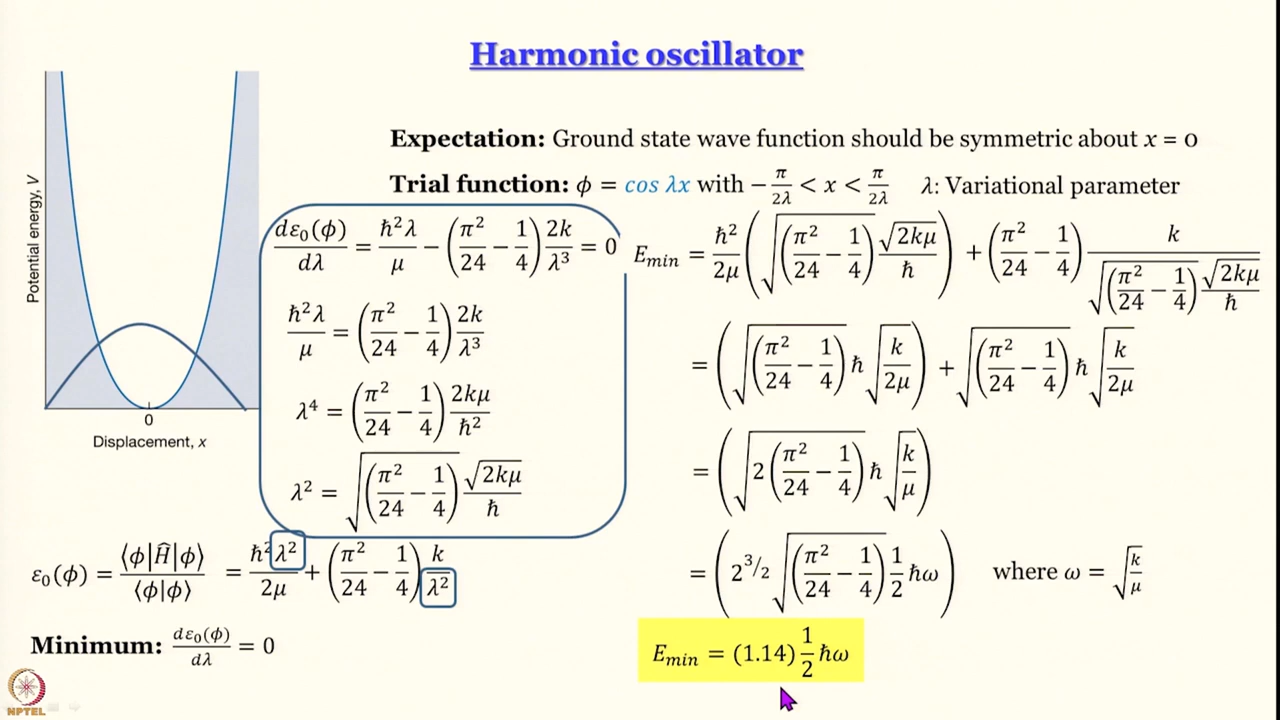 Harmonic oscillator
Expectation: Ground state wave function should be symmetric about x = 0
Trial function: ϕ = cos λx with −π/2λ < x < π/2λ λ: Variational parameter
Potential energy, V
0
Displacement, x
dε₀(ϕ)/dλ = ħ²λ/μ − (π²/24 − 1/4) 2k/λ³ = 0
ħ²λ/μ = (π²/24 − 1/4) 2k/λ³
λ⁴ = (π²/24 − 1/4) 2kμ/ħ²
λ² = √(π²/24 − 1/4) √(2kμ)/ħ
ε₀(ϕ) = ⟨ϕ|Ĥ|ϕ⟩/⟨ϕ|ϕ⟩ = ħ²λ²/2μ + (π²/24 − 1/4) k/λ²
Minimum: dε₀(ϕ)/dλ = 0
E_min = ħ²/2μ (√(π²/24 − 1/4) √(2kμ)/ħ) + (π²/24 − 1/4) k/(√(π²/24 − 1/4) √(2kμ)/ħ)
= (√(π²/24 − 1/4) ħ √(k/2μ)) + √(π²/24 − 1/4) ħ √(k/2μ)
= (√(2(π²/24 − 1/4)) ħ √(k/μ))
= (2^(3/2) √(π²/24 − 1/4) 1/2 ħω) where ω = √(k/μ)
E_min = (1.14) 1/2 ħω
NPTEL